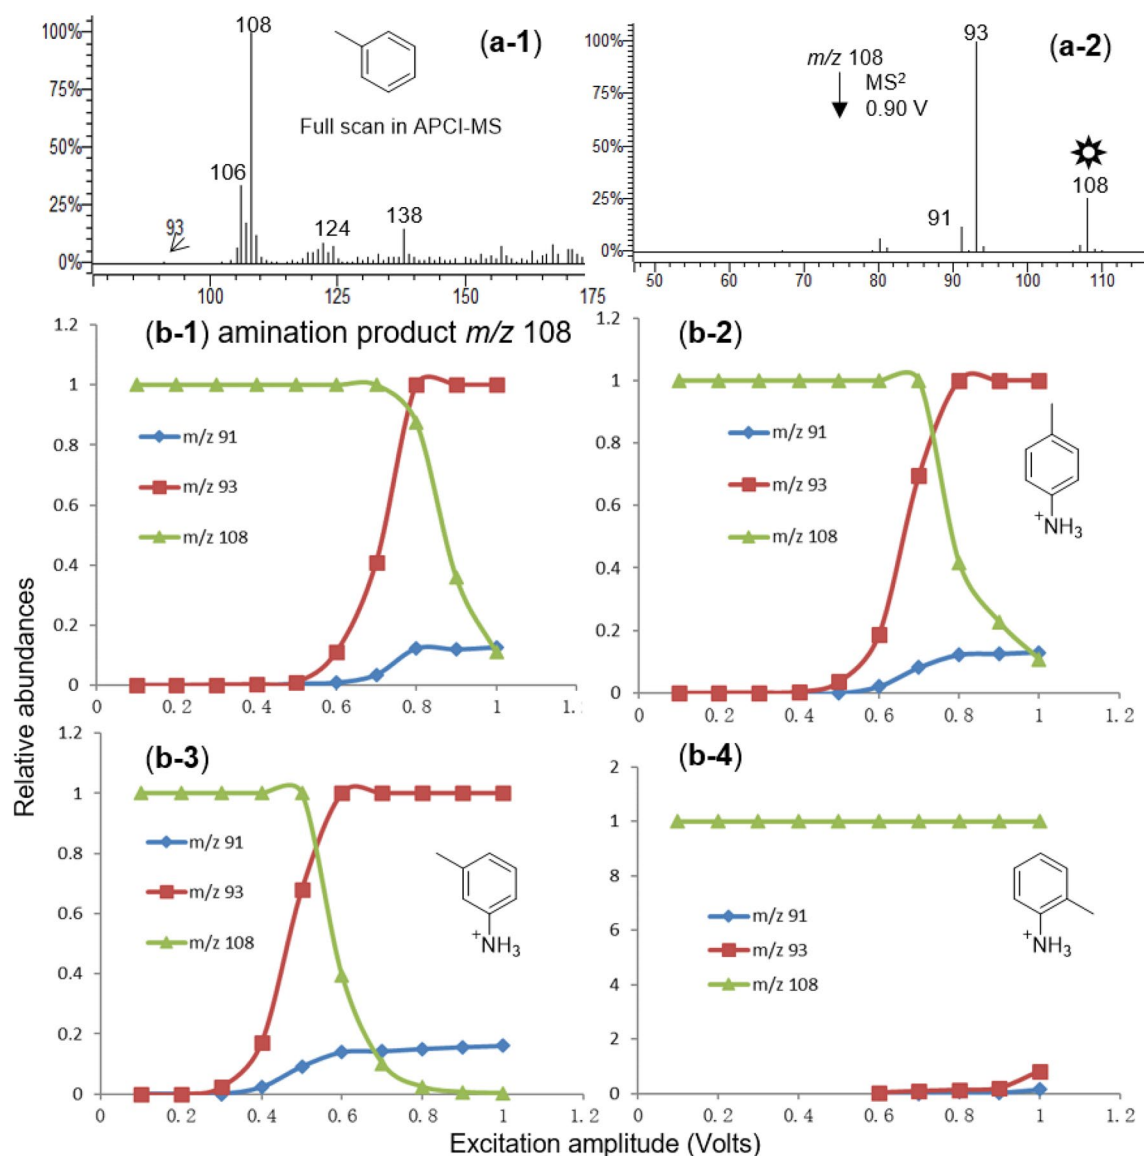 (a-1)
100%
75%
50%
25%
0%
108
106
93
124
138
Full scan in APCI-MS
100 125 150 175
(a-2)
100%
75%
50%
25%
0%
93
m/z 108
MS²
0.90 V
108
91
50 60 70 80 90 100 110
Relative abundances
(b-1) amination product m/z 108
1.2
1
0.8
0.6
0.4
0.2
0
m/z 91
m/z 93
m/z 108
0 0.2 0.4 0.6 0.8 1 1.
(b-2)
1.2
1
0.8
0.6
0.4
0.2
0
m/z 91
m/z 93
m/z 108
+NH3
0 0.2 0.4 0.6 0.8 1 1.2
(b-3)
1.2
1
0.8
0.6
0.4
0.2
0
m/z 91
m/z 93
m/z 108
+NH3
0 0.2 0.4 0.6 0.8 1 1.2
(b-4)
2
1
8
6
4
2
0
m/z 91
m/z 93
m/z 108
+NH3
0 0.2 0.4 0.6 0.8 1 1.2
Excitation amplitude (Volts)